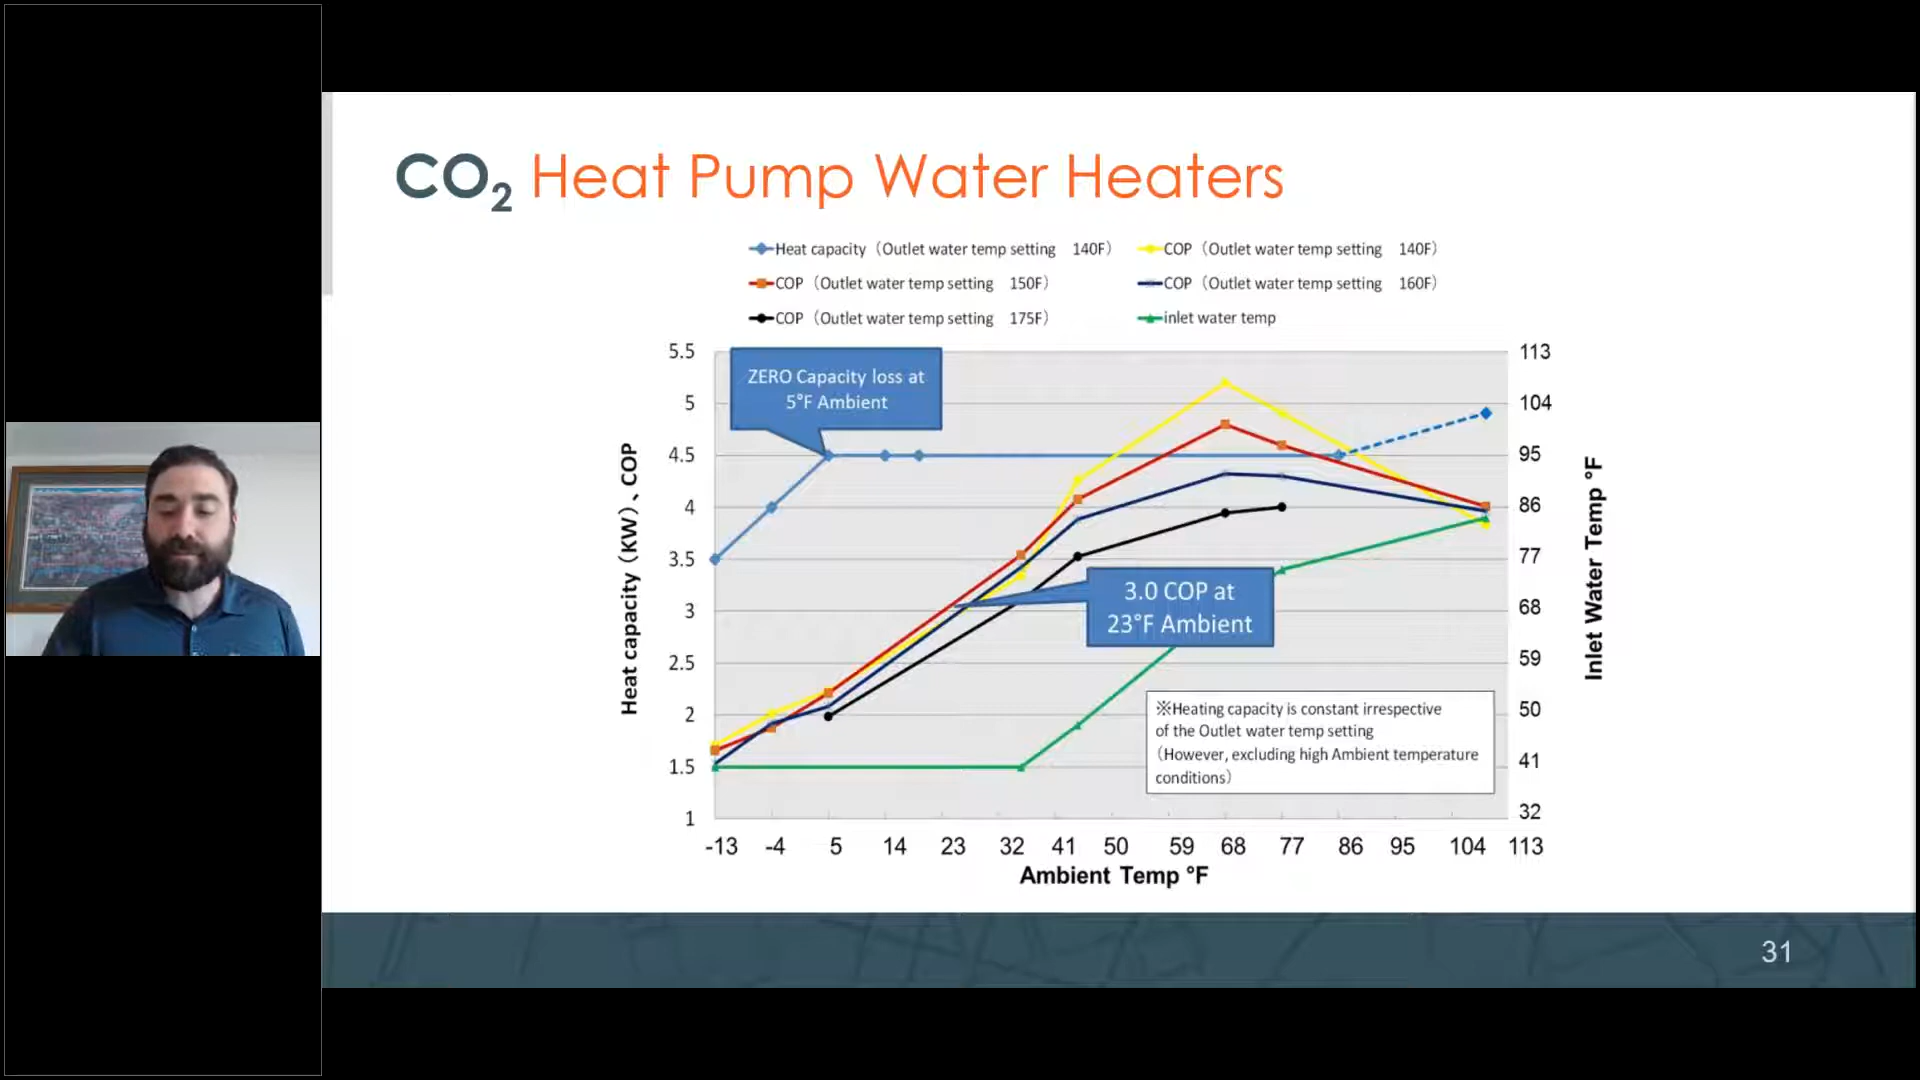 CO2 Heat Pump Water Heaters
Heat capacity（Outlet water temp setting 140F）
COP（Outlet water temp setting 140F）
COP（Outlet water temp setting 150F）
COP（Outlet water temp setting 160F）
COP（Outlet water temp setting 175F）
inlet water temp
5.5
5
4.5
4
3.5
3
2.5
2
1.5
1
Heat capacity（KW）、COP
ZERO Capacity loss at
5°F Ambient
3.0 COP at
23°F Ambient
※Heating capacity is constant irrespective
of the Outlet water temp setting
（However, excluding high Ambient temperature
conditions）
113
104
95
86
77
68
59
50
41
32
Inlet Water Temp °F
-13 -4 5 14 23 32 41 50 59 68 77 86 95 104 113
Ambient Temp °F
31